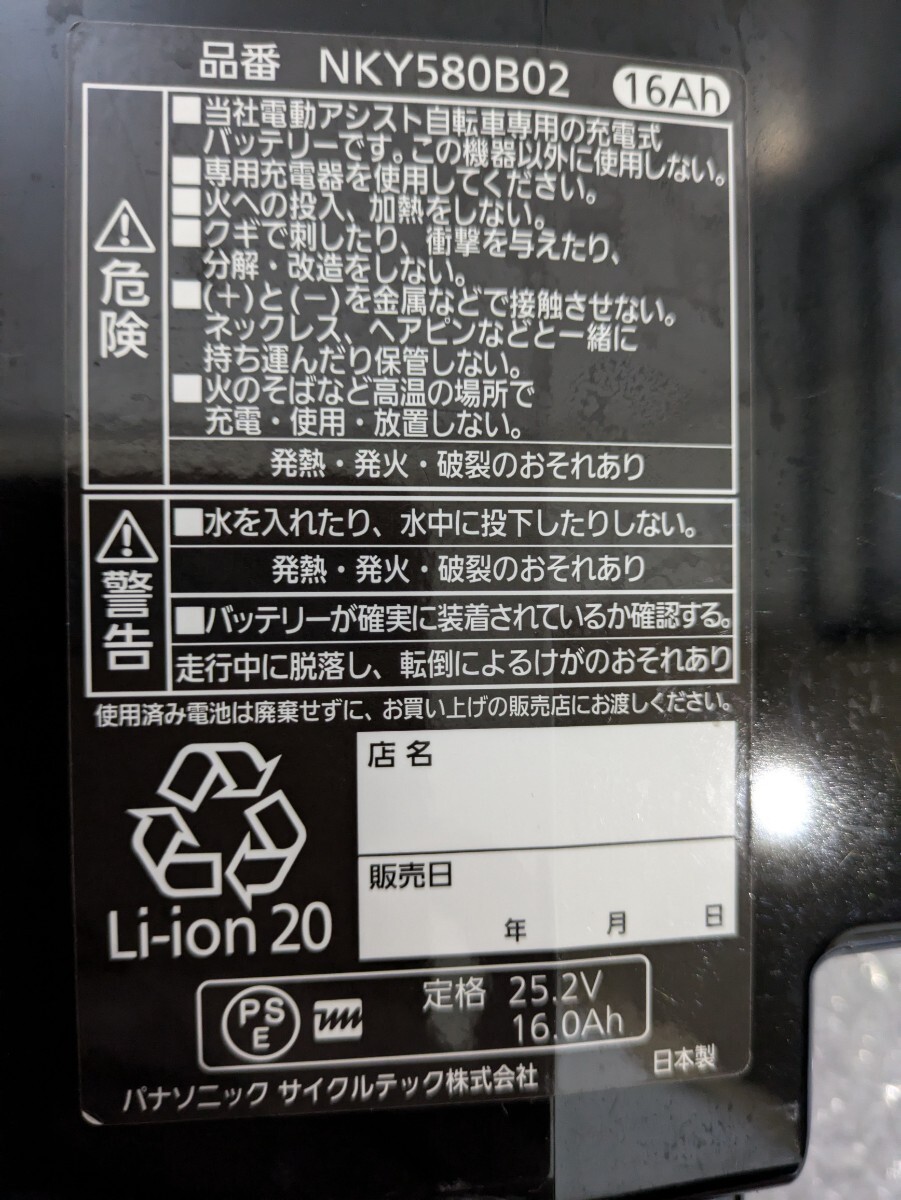 品番 NKY580B02 16Ah
危険
■当社電動アシスト自転車専用の充電式
バッテリーです。この機器以外に使用しない。
■専用充電器を使用してください。
■火への投入、加熱をしない。
■クギで刺したり、衝撃を与えたり、
分解・改造をしない。
■(+)と(−)を金属などで接触させない。
ネックレス、ヘアピンなどと一緒に
持ち運んだり保管しない。
■火のそばなど高温の場所で
充電・使用・放置しない。
発熱・発火・破裂のおそれあり
警告
■水を入れたり、水中に投下したりしない。
発熱・発火・破裂のおそれあり
■バッテリーが確実に装着されているか確認する。
走行中に脱落し、転倒によるけがのおそれあり
使用済み電池は廃棄せずに、お買い上げの販売店にお渡しください。
店名
販売日
年 月 日
Li-ion 20
PS
E
定格 25.2V
16.0Ah
日本製
パナソニック サイクルテック株式会社